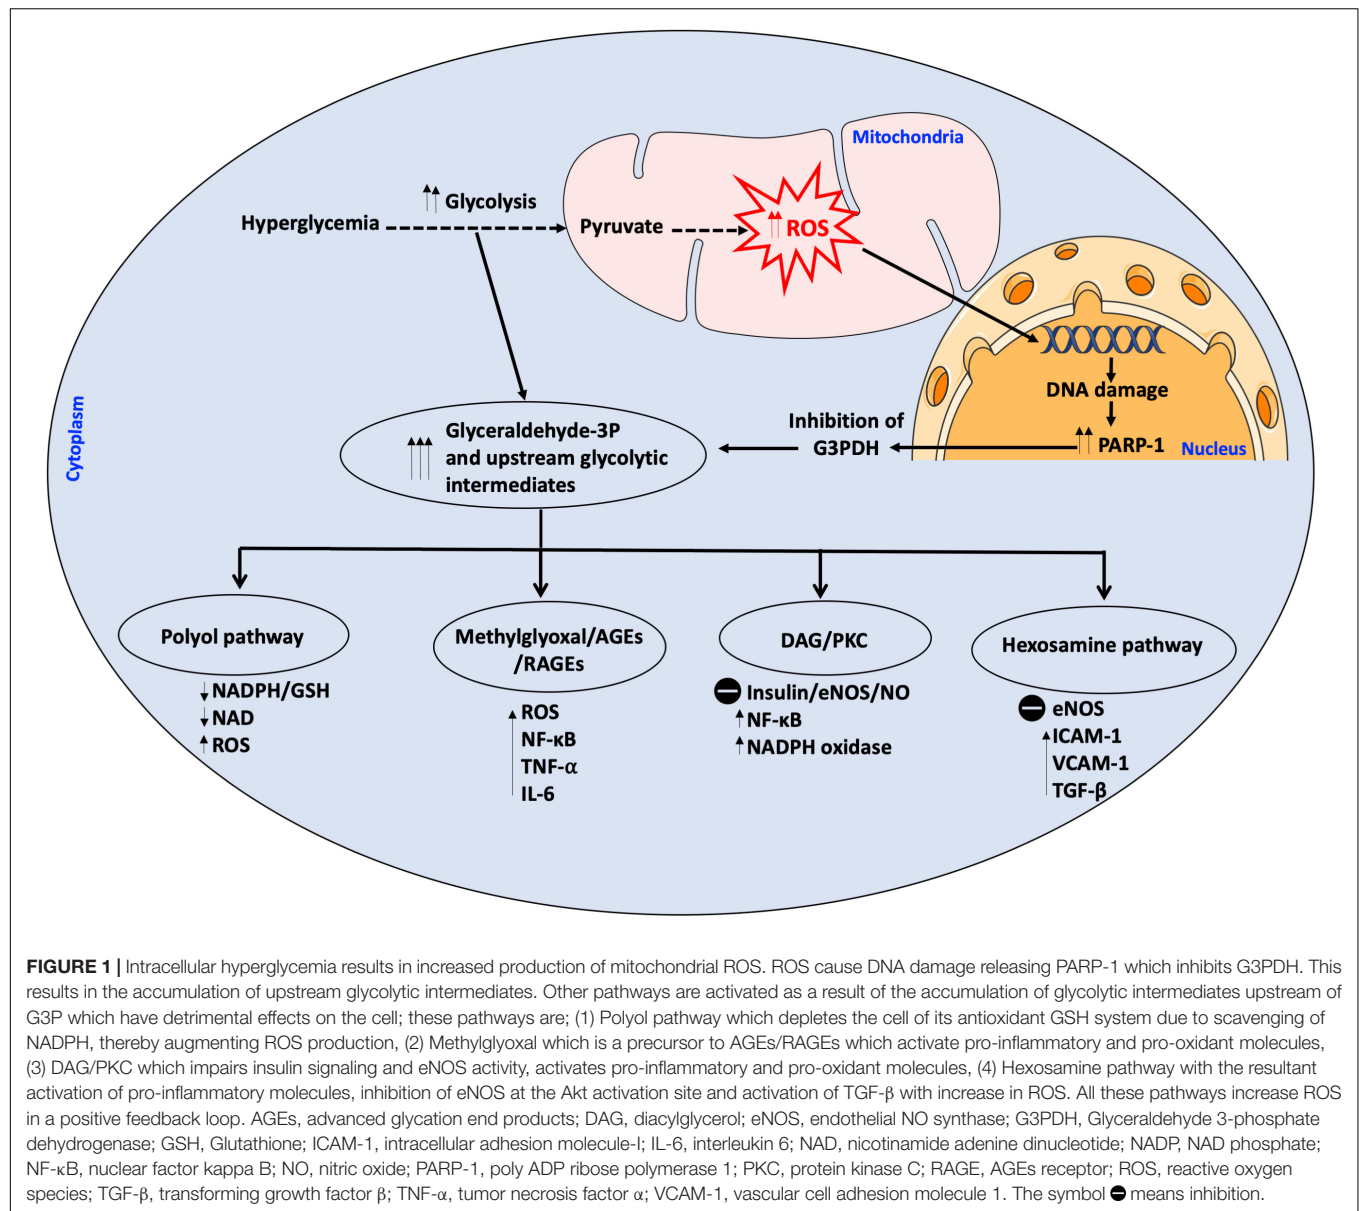 Mitochondria
Glycolysis
Hyperglycemia
Pyruvate
ROS
DNA damage
PARP-1
Nucleus
Inhibition of
G3PDH
Cytoplasm
Glyceraldehyde-3P
and upstream glycolytic
intermediates
Polyol pathway
NADPH/GSH
NAD
ROS
Methylglyoxal/AGEs
/RAGEs
ROS
NF-κB
TNF-α
IL-6
DAG/PKC
Insulin/eNOS/NO
NF-κB
NADPH oxidase
Hexosamine pathway
eNOS
ICAM-1
VCAM-1
TGF-β
FIGURE 1 | Intracellular hyperglycemia results in increased production of mitochondrial ROS. ROS cause DNA damage releasing PARP-1 which inhibits G3PDH. This
results in the accumulation of upstream glycolytic intermediates. Other pathways are activated as a result of the accumulation of glycolytic intermediates upstream of
G3P which have detrimental effects on the cell; these pathways are; (1) Polyol pathway which depletes the cell of its antioxidant GSH system due to scavenging of
NADPH, thereby augmenting ROS production, (2) Methylglyoxal which is a precursor to AGEs/RAGEs which activate pro-inflammatory and pro-oxidant molecules,
(3) DAG/PKC which impairs insulin signaling and eNOS activity, activates pro-inflammatory and pro-oxidant molecules, (4) Hexosamine pathway with the resultant
activation of pro-inflammatory molecules, inhibition of eNOS at the Akt activation site and activation of TGF-β with increase in ROS. All these pathways increase ROS
in a positive feedback loop. AGEs, advanced glycation end products; DAG, diacylglycerol; eNOS, endothelial NO synthase; G3PDH, Glyceraldehyde 3-phosphate
dehydrogenase; GSH, Glutathione; ICAM-1, intracellular adhesion molecule-I; IL-6, interleukin 6; NAD, nicotinamide adenine dinucleotide; NADP, NAD phosphate;
NF-κB, nuclear factor kappa B; NO, nitric oxide; PARP-1, poly ADP ribose polymerase 1; PKC, protein kinase C; RAGE, AGEs receptor; ROS, reactive oxygen
species; TGF-β, transforming growth factor β; TNF-α, tumor necrosis factor α; VCAM-1, vascular cell adhesion molecule 1. The symbol ⊖ means inhibition.